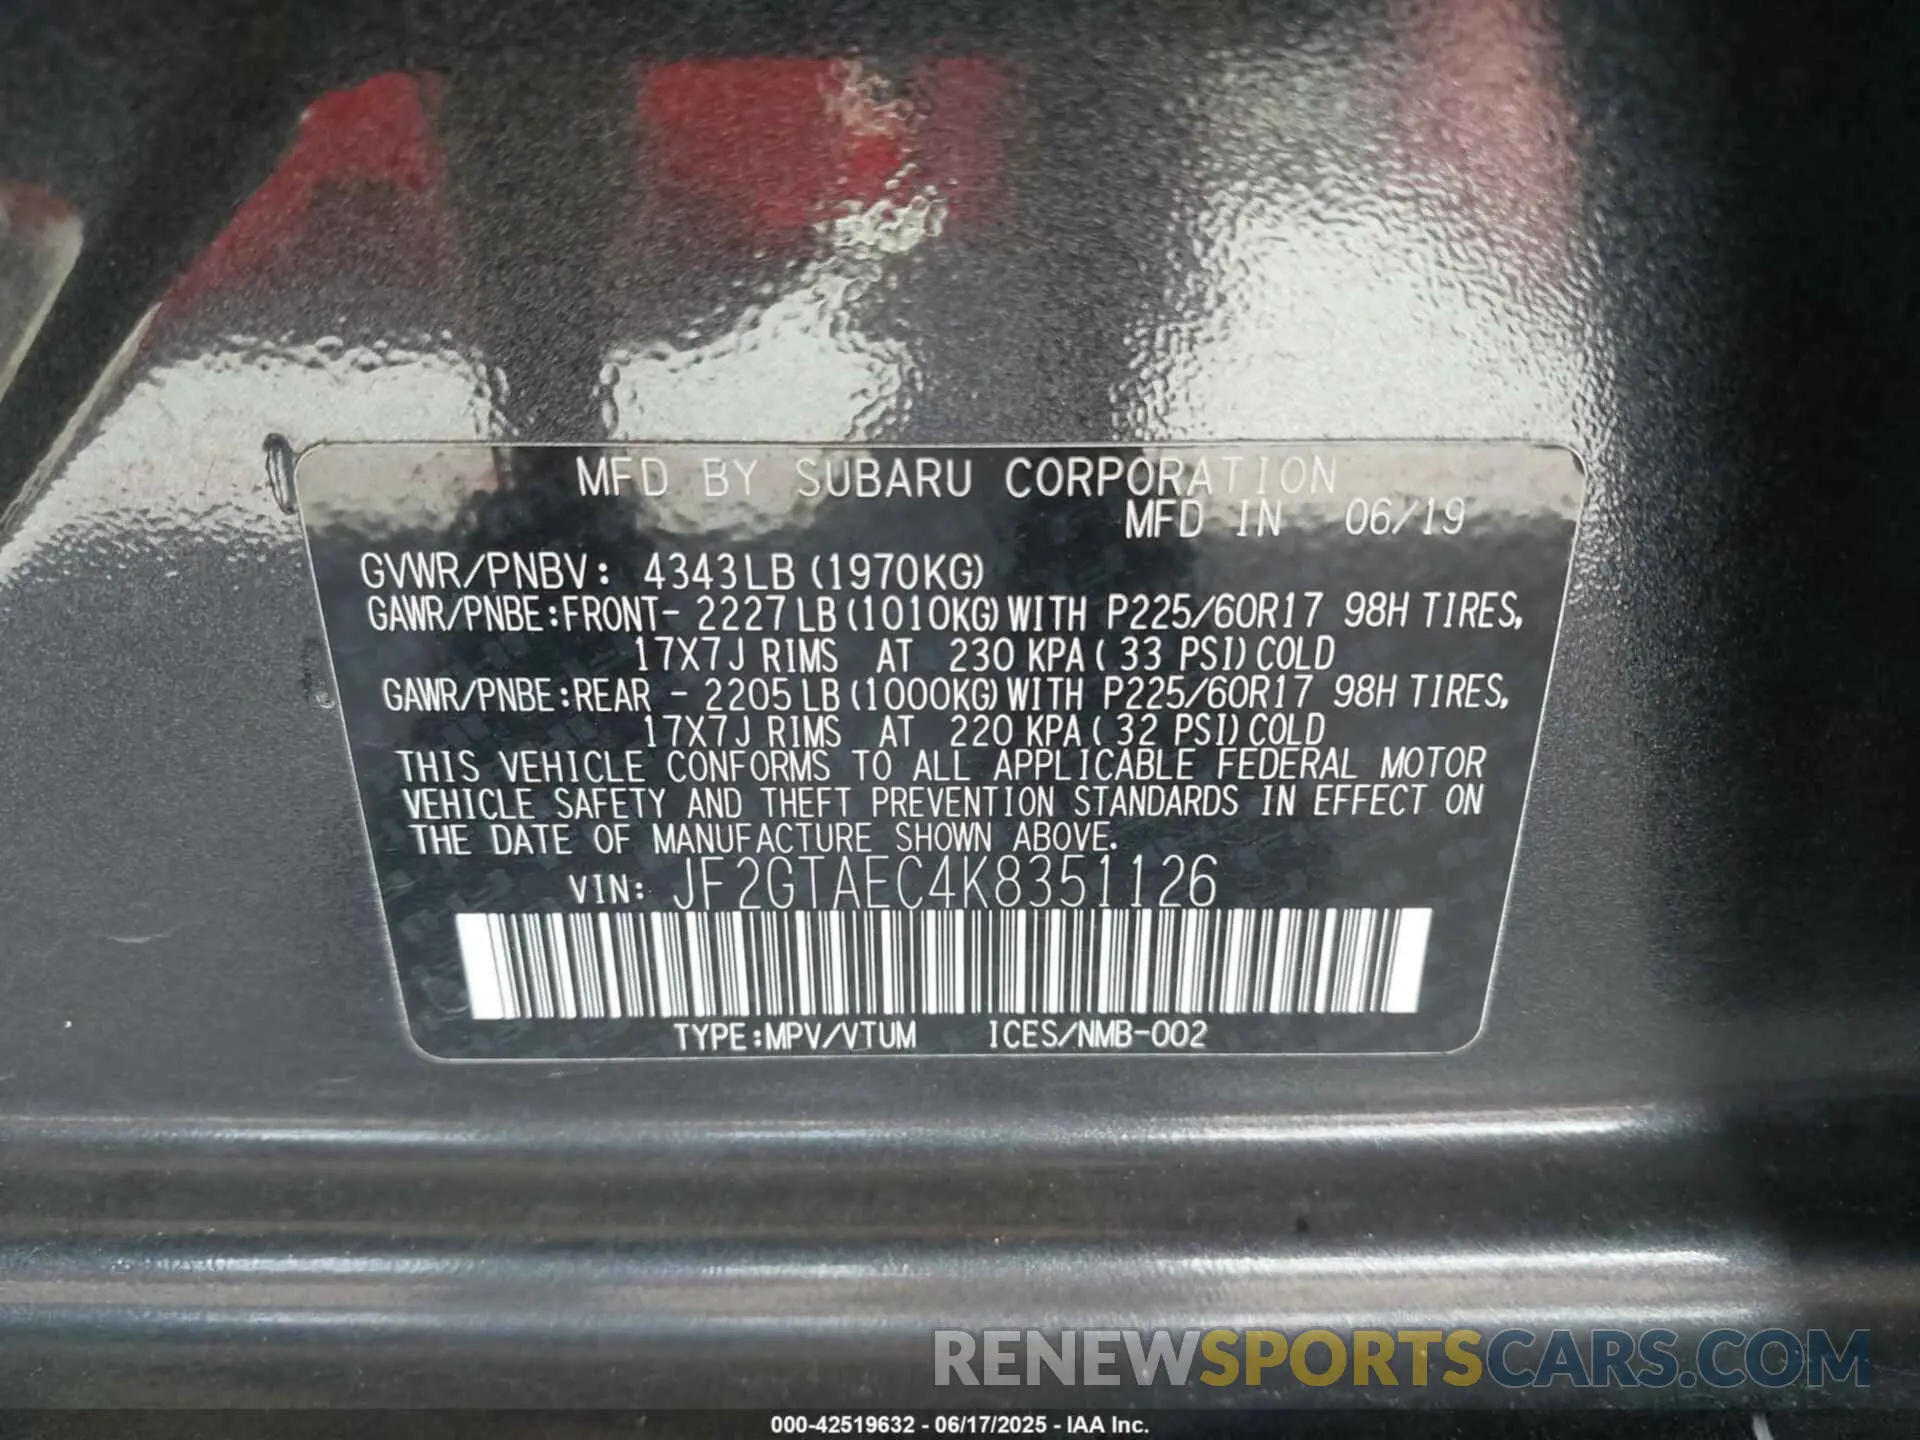 MFD BY SUBARU CORPORATION
MFD IN 06/19
GVWR/PNBV: 4343LB (1970KG)
GAWR/PNBE:FRONT- 2227LB (1010KG) WITH P225/60R17 98H TIRES,
17X7J RIMS AT 230 KPA ( 33 PSI) COLD
GAWR/PNBE:REAR - 2205LB (1000KG) WITH P225/60R17 98H TIRES,
17X7J RIMS AT 220 KPA ( 32 PSI) COLD
THIS VEHICLE CONFORMS TO ALL APPLICABLE FEDERAL MOTOR
VEHICLE SAFETY AND THEFT PREVENTION STANDARDS IN EFFECT ON
THE DATE OF MANUFACTURE SHOWN ABOVE.
VIN: JF2GTAEC4K8351126
TYPE:MPV/VTUM ICES/NMB-002
RENEWSPORTSCARS.COM
000-42519632 - 06/17/2025 - IAA Inc.